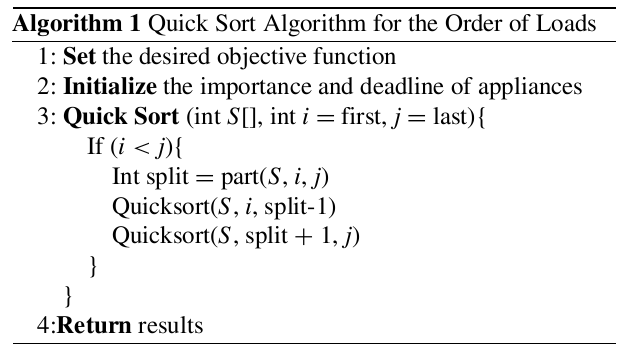 Algorithm 1 Quick Sort Algorithm for the Order of Loads
1: Set the desired objective function
2: Initialize the importance and deadline of appliances
3: Quick Sort (int S[], int i = first, j = last){
If (i < j){
Int split = part(S, i, j)
Quicksort(S, i, split-1)
Quicksort(S, split + 1, j)
}
}
4:Return results